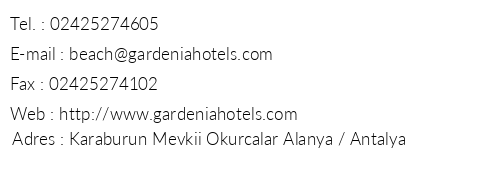 Tel. : 02425274605
E-mail : beach@gardeniahotels.com
Fax : 02425274102
Web : http://www.gardeniahotels.com
Adres : Karaburun Mevkii Okurcalar Alanya / Antalya